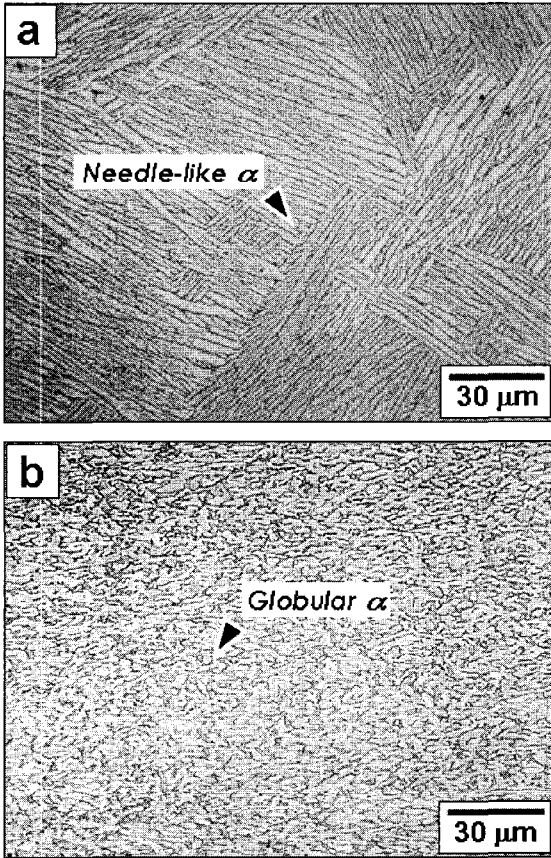 a
Needle-like α
30 μm
b
Globular α
30 μm